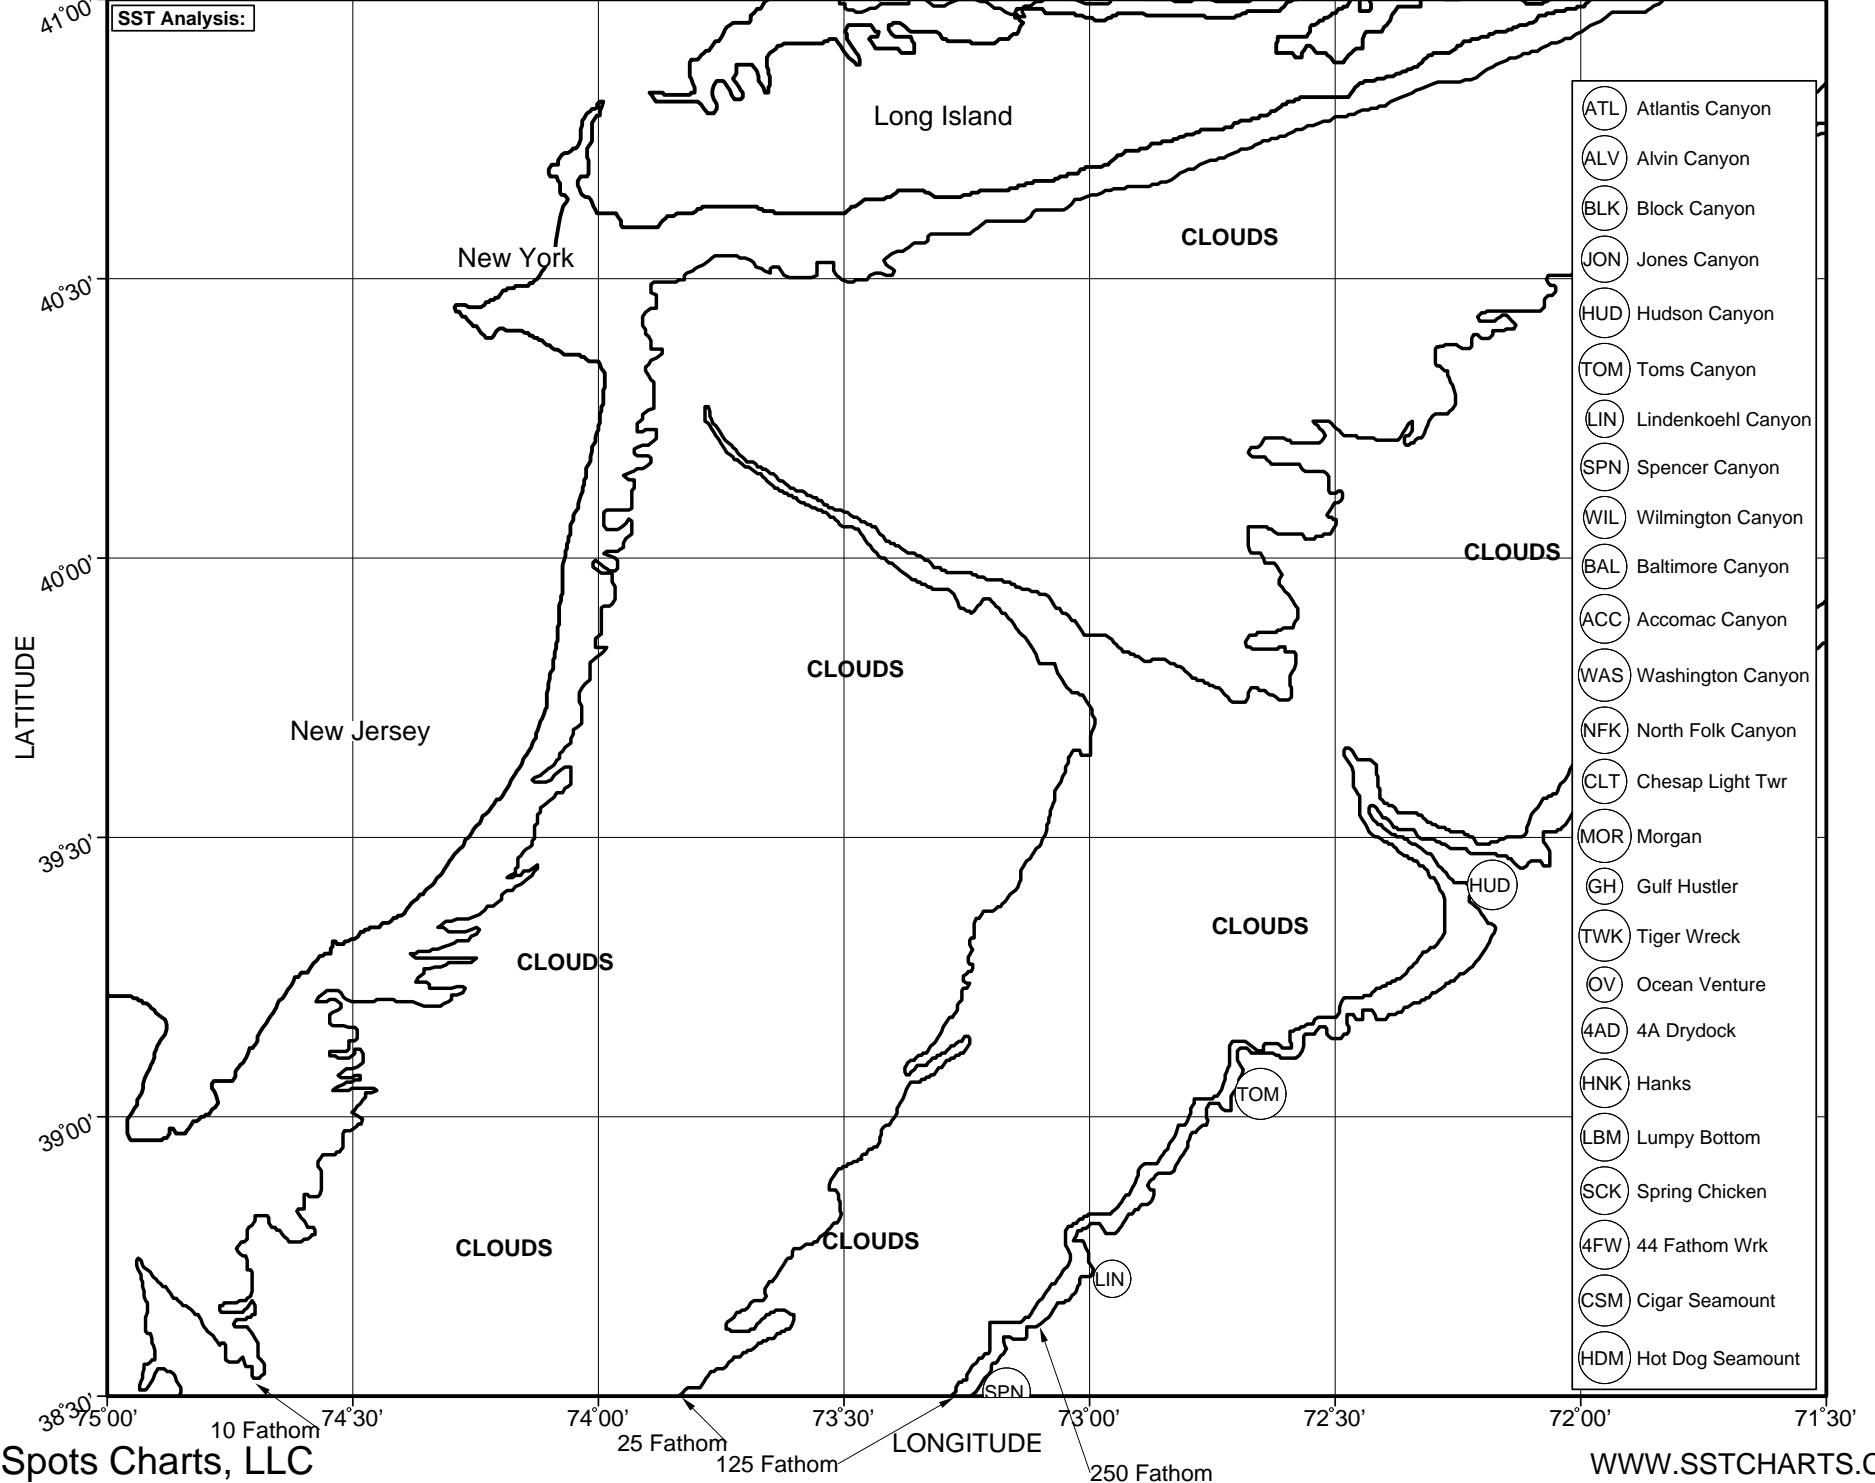 41°00'
SST Analysis:
Long Island
CLOUDS
New York
40°30'
CLOUDS
40°00'
LATITUDE
CLOUDS
New Jersey
39°30'
HUD
CLOUDS
CLOUDS
TOM
39°00'
CLOUDS
CLOUDS
LIN
SPN
38°30'
ATL Atlantis Canyon
ALV Alvin Canyon
BLK Block Canyon
JON Jones Canyon
HUD Hudson Canyon
TOM Toms Canyon
LIN Lindenkoehl Canyon
SPN Spencer Canyon
WIL Wilmington Canyon
BAL Baltimore Canyon
ACC Accomac Canyon
WAS Washington Canyon
NFK North Folk Canyon
CLT Chesap Light Twr
MOR Morgan
GH Gulf Hustler
TWK Tiger Wreck
OV Ocean Venture
4AD 4A Drydock
HNK Hanks
LBM Lumpy Bottom
SCK Spring Chicken
4FW 44 Fathom Wrk
CSM Cigar Seamount
HDM Hot Dog Seamount
75°00' 74°30' 74°00' 73°30' 73°00' 72°30' 72°00' 71°30'
10 Fathom
25 Fathom
LONGITUDE
125 Fathom
250 Fathom
Spots Charts, LLC
WWW.SSTCHARTS.C